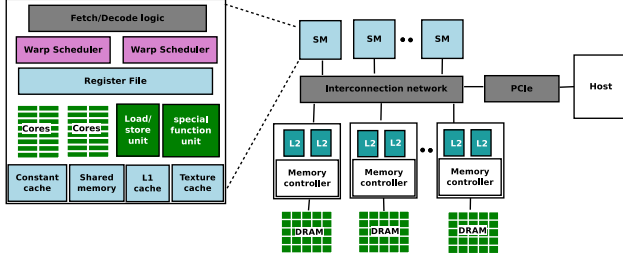 Fetch/Decode logic
Warp Scheduler
Warp Scheduler
Register File
Cores
Cores
Load/
store
unit
special
function
unit
Constant
cache
Shared
memory
L1
cache
Texture
cache
SM
SM
SM
Interconnection network
PCIe
Host
L2
L2
L2
L2
L2
L2
Memory
controller
Memory
controller
Memory
controller
DRAM
DRAM
DRAM